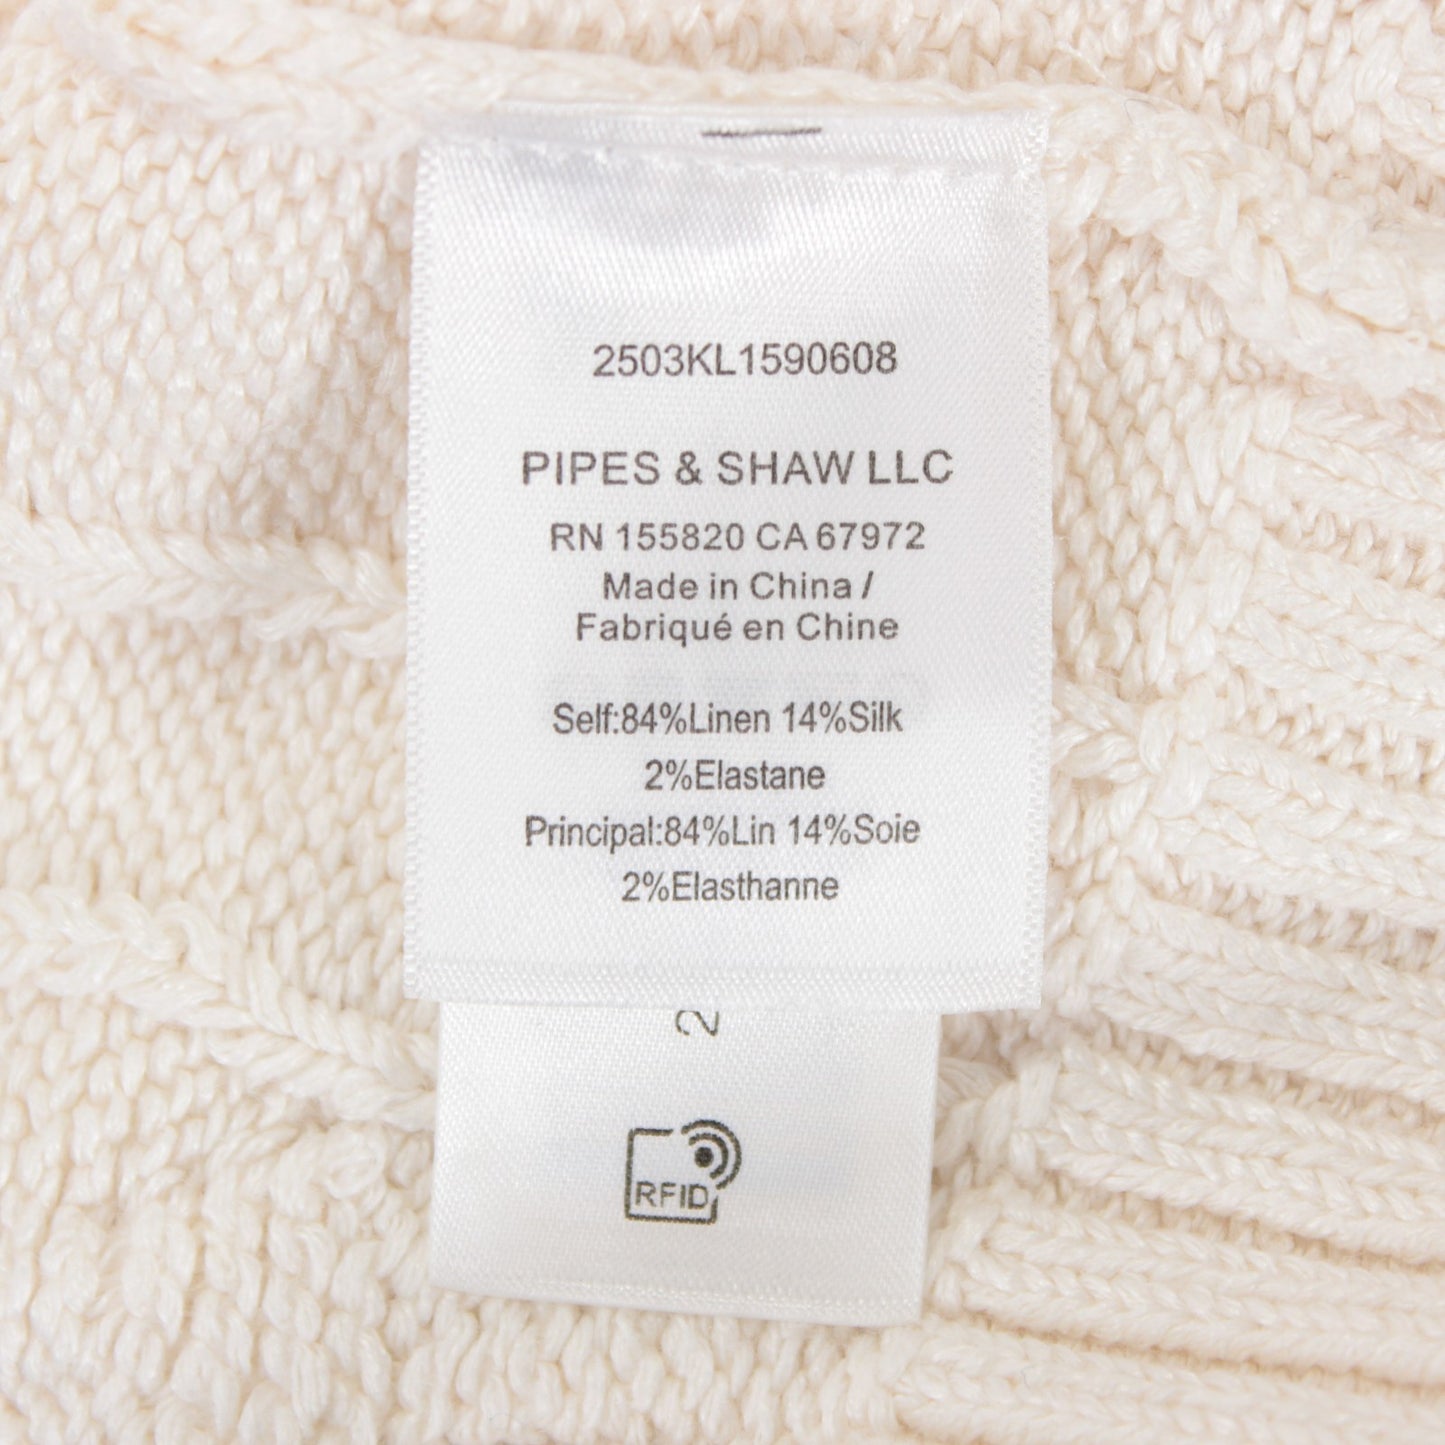 2503KL1590608
PIPES & SHAW LLC
RN 155820 CA 67972
Made in China /
Fabriqué en Chine
Self:84%Linen 14%Silk
2%Elastane
Principal:84%Lin 14%Soie
2%Elasthanne
2
RFID